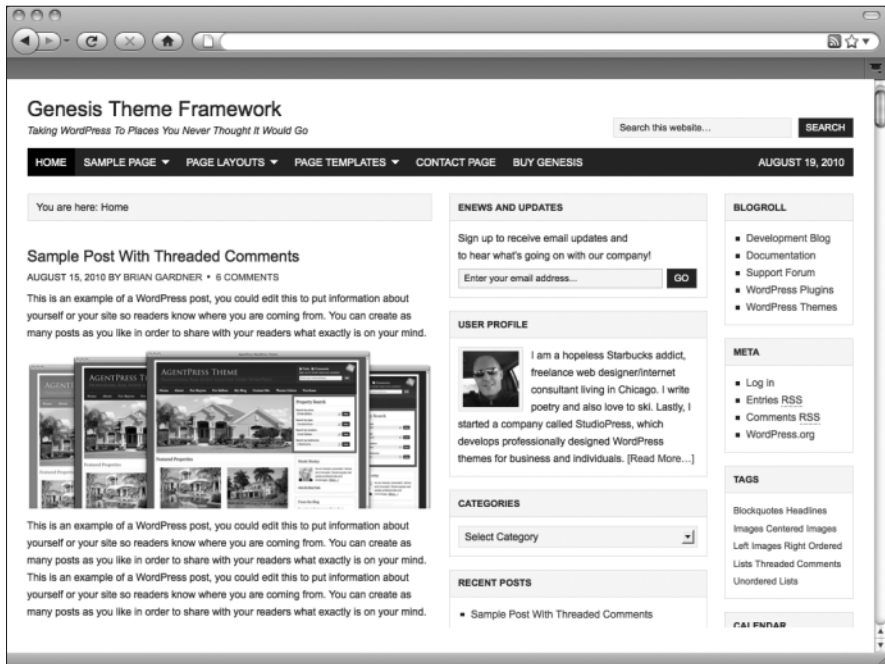 Genesis Theme Framework
Taking WordPress To Places You Never Thought It Would Go
Search this website...
SEARCH
HOME SAMPLE PAGE PAGE LAYOUTS PAGE TEMPLATES CONTACT PAGE BUY GENESIS AUGUST 19, 2010
You are here: Home
Sample Post With Threaded Comments
AUGUST 15, 2010 BY BRIAN GARDNER • 6 COMMENTS
This is an example of a WordPress post, you could edit this to put information about
yourself or your site so readers know where you are coming from. You can create as
many posts as you like in order to share with your readers what exactly is on your mind.
AGENTPRESS THEME
Property Search
Featured Properties
This is an example of a WordPress post, you could edit this to put information about
yourself or your site so readers know where you are coming from. You can create as
many posts as you like in order to share with your readers what exactly is on your mind.
This is an example of a WordPress post, you could edit this to put information about
yourself or your site so readers know where you are coming from. You can create as
many posts as you like in order to share with your readers what exactly is on your mind.
ENEWS AND UPDATES
Sign up to receive email updates and
to hear what's going on with our company!
Enter your email address...
GO
USER PROFILE
I am a hopeless Starbucks addict,
freelance web designer/internet
consultant living in Chicago. I write
poetry and also love to ski. Lastly, I
started a company called StudioPress, which
develops professionally designed WordPress
themes for business and individuals. [Read More...]
CATEGORIES
Select Category
RECENT POSTS
Sample Post With Threaded Comments
BLOGROLL
Development Blog
Documentation
Support Forum
WordPress Plugins
WordPress Themes
META
Log in
Entries RSS
Comments RSS
WordPress.org
TAGS
Blockquotes Headlines
Images Centered Images
Left Images Right Ordered
Lists Threaded Comments
Unordered Lists
CALENDAR